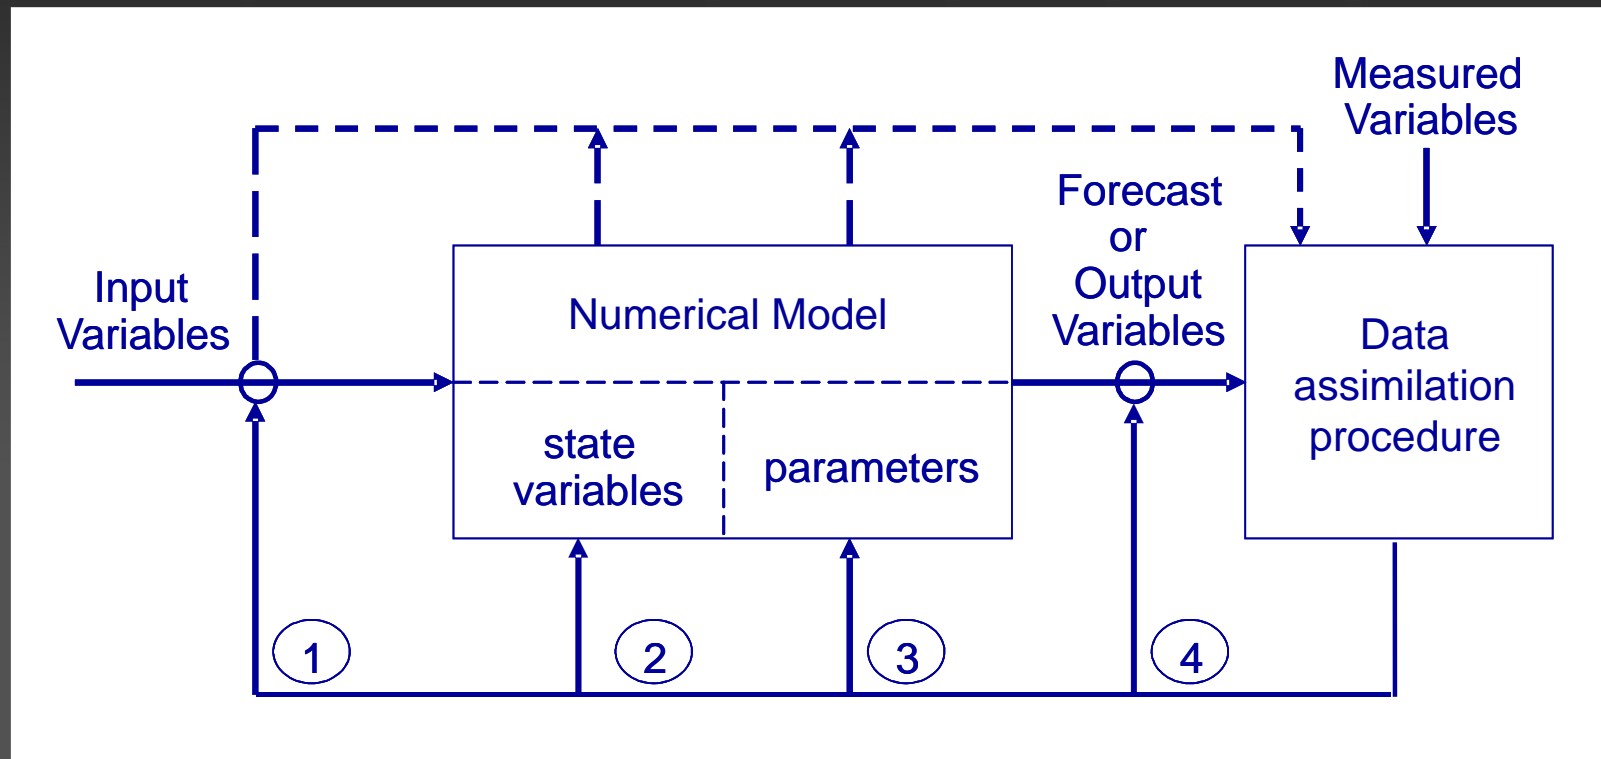 Measured
Variables
Forecast
or
Output
Variables
Input
Variables
Numerical Model
Data
assimilation
procedure
state
variables
parameters
1
2
3
4